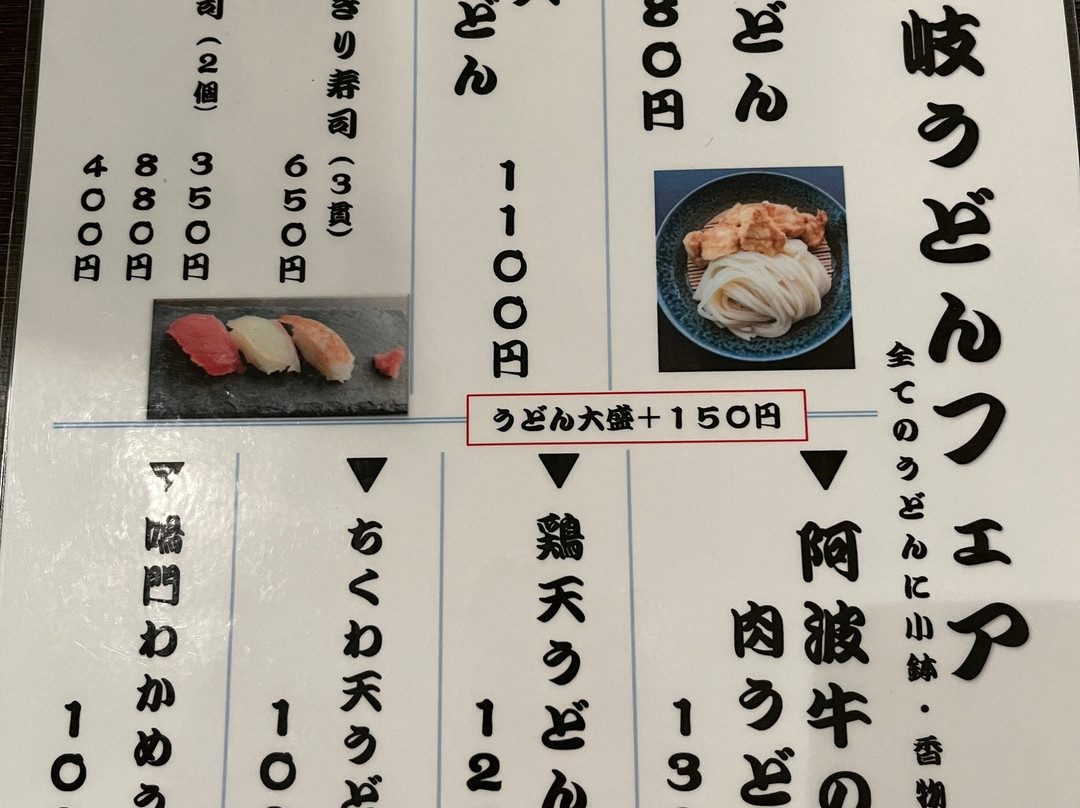 岐うどんフェア
全てのうどんに小鉢・香物
どん
80円
どん
1100円
きり寿司(3貫)
650円
司(2個)
350円
880円
400円
うどん大盛+150円
▼阿波牛の
肉うど
13
▼鶏天うどん
12
▼ちくわ天うど
10
▼鳴門わかめう
10